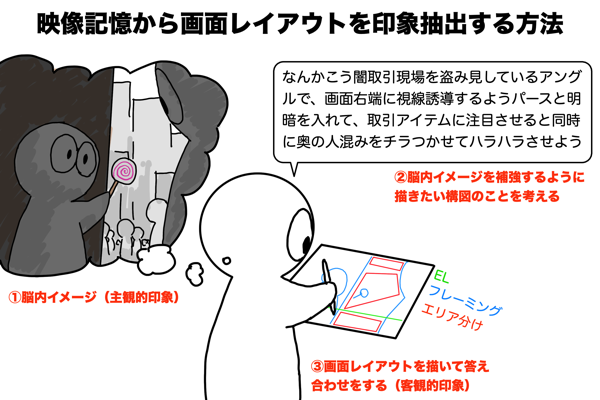 映像記憶から画面レイアウトを印象抽出する方法
なんかこう闇取引現場を盗み見しているアング
ルで、画面右端に視線誘導するようパースと明
暗を入れて、取引アイテムに注目させると同時
に奥の人混みをチラつかせてハラハラさせよう
②脳内イメージを補強するように
描きたい構図のことを考える
①脳内イメージ（主観的印象）
EL
フレーミング
エリア分け
③画面レイアウトを描いて答え
合わせをする（客観的印象）